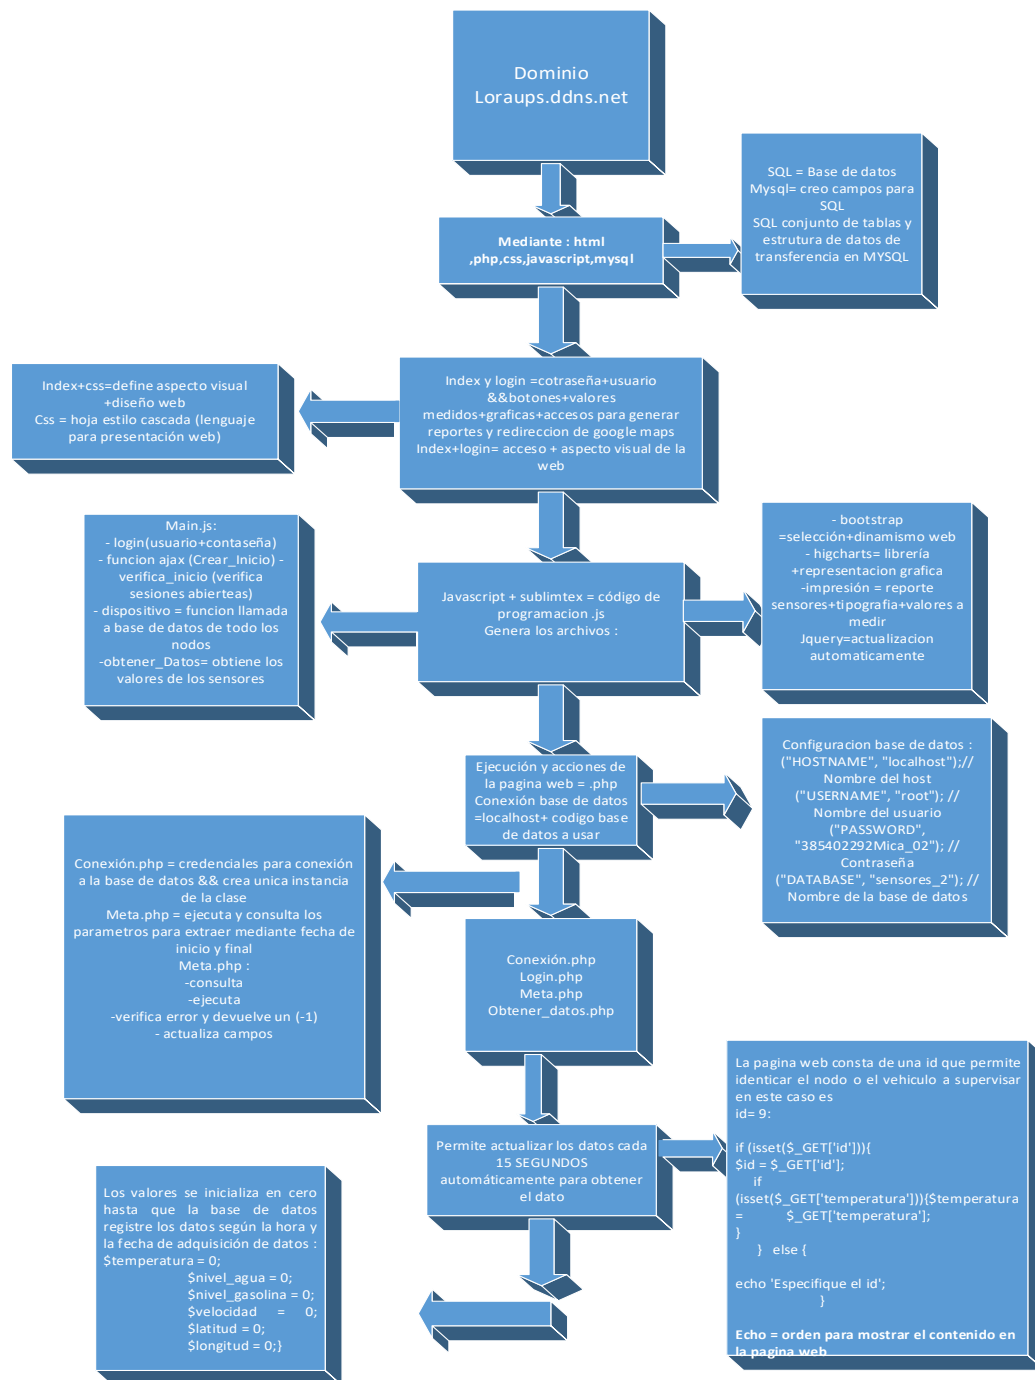 Dominio
Loraups.ddns.net
SQL = Base de datos
Mysql= creo campos para
SQL
SQL conjunto de tablas y
estrutura de datos de
transferencia en MYSQL
Mediante : html
,php,css,javascript,mysql
Index y login =cotraseña+usuario
&&botones+valores
medidos+graficas+accesos para generar
reportes y redireccion de google maps
Index+login= acceso + aspecto visual de la
web
Index+css=define aspecto visual
+diseño web
Css = hoja estilo cascada (lenguaje
para presentación web)
Main.js:
- login(usuario+contaseña)
- funcion ajax (Crear_Inicio) -
verifica_inicio (verifica
sesiones abierteas)
- dispositivo = funcion llamada
a base de datos de todo los
nodos
-obtener_Datos= obtiene los
valores de los sensores
Javascript + sublimtex = código de
programacion .js
Genera los archivos :
- bootstrap
=selección+dinamismo web
- higcharts= librería
+representacion grafica
-impresión = reporte
sensores+tipografia+valores a
medir
Jquery=actualizacion
automaticamente
Ejecución y acciones de
la pagina web = .php
Conexión base de datos
=localhost+ codigo base
de datos a usar
Configuracion base de datos :
("HOSTNAME", "localhost");//
Nombre del host
("USERNAME", "root"); //
Nombre del usuario
("PASSWORD",
"385402292Mica_02"); //
Contraseña
("DATABASE", "sensores_2"); //
Nombre de la base de datos
Conexión.php = credenciales para conexión
a la base de datos && crea unica instancia
de la clase
Meta.php = ejecuta y consulta los
parametros para extraer mediante fecha de
inicio y final
Meta.php :
-consulta
-ejecuta
-verifica error y devuelve un (-1)
- actualiza campos
Conexión.php
Login.php
Meta.php
Obtener_datos.php
Permite actualizar los datos cada
15 SEGUNDOS
automáticamente para obtener
el dato
La pagina web consta de una id que permite
identicar el nodo o el vehiculo a supervisar
en este caso es
id= 9:
if (isset($_GET['id'])){
$id = $_GET['id'];
if
(isset($_GET['temperatura'])){$temperatura
= $_GET['temperatura'];
}
} else {
echo 'Especifique el id';
}
Echo = orden para mostrar el contenido en
la pagina web
Los valores se inicializa en cero
hasta que la base de datos
registre los datos según la hora y
la fecha de adquisición de datos :
$temperatura = 0;
$nivel_agua = 0;
$nivel_gasolina = 0;
$velocidad = 0;
$latitud = 0;
$longitud = 0;}